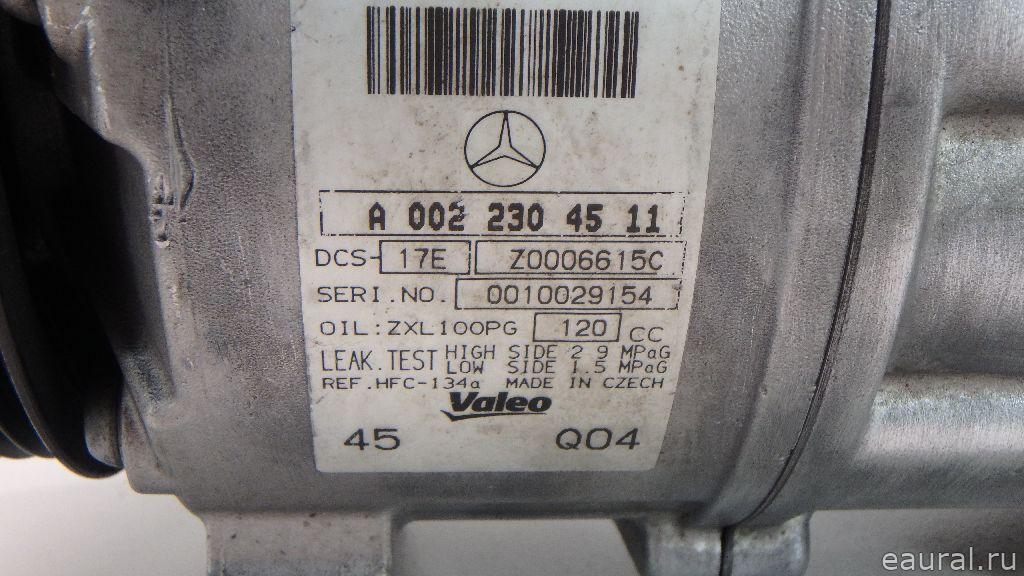 A 002 230 45 11
DCS- 17E Z0006615C
SERI.NO. 0010029154
OIL:ZXL100PG 120 CC
LEAK.TEST HIGH SIDE 2.9 MPaG
LOW SIDE 1.5 MPaG
REF.HFC-134a MADE IN CZECH
Valeo
45 Q04
eaural.ru